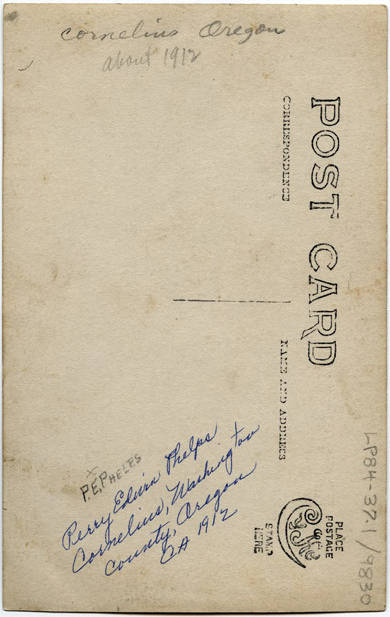 Cornelius Oregon
about 1912
POST CARD
CORRESPONDENCE
NAME AND ADDRESS
P.E. PHELPS
Perry Edwin Phelps
Cornelius, Washington
County, Oregon
CA 1912
PLACE
POSTAGE
STAMP
HERE
LP84-37.1/9830